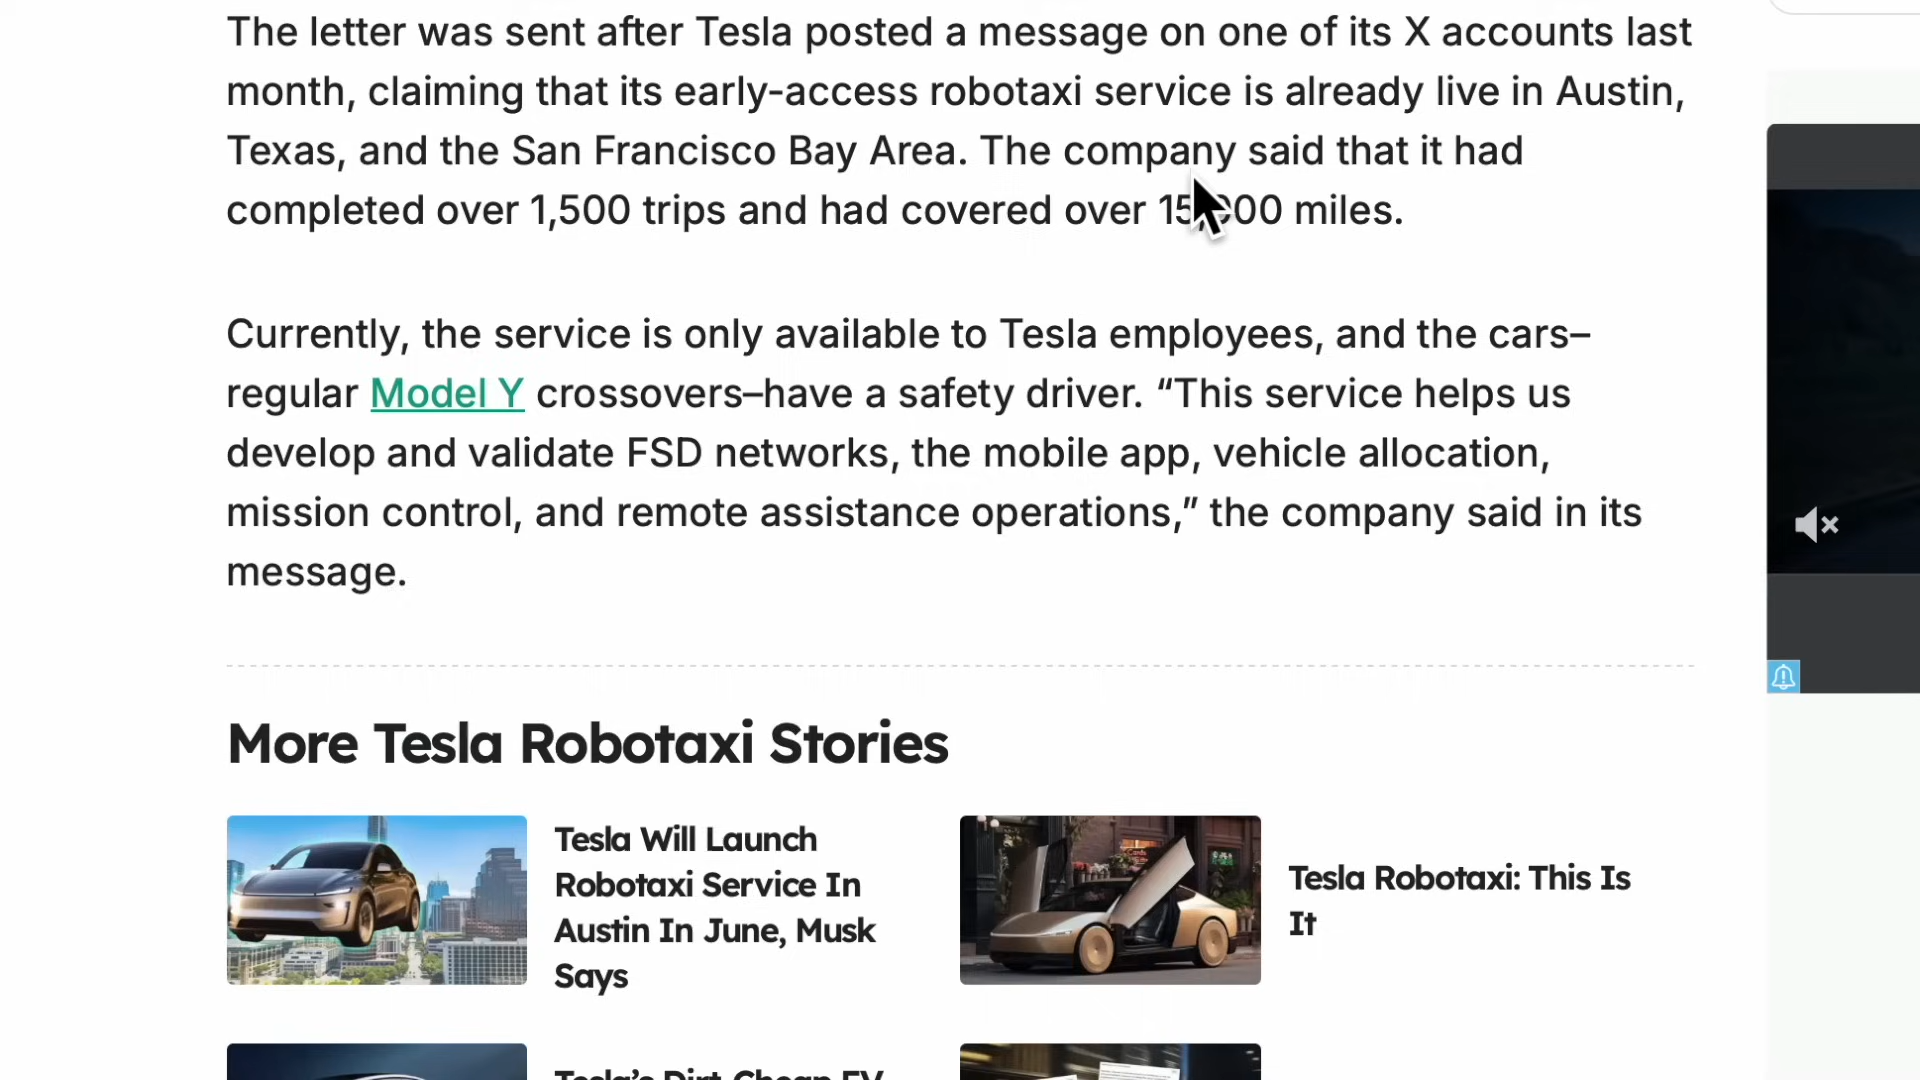 The letter was sent after Tesla posted a message on one of its X accounts last
month, claiming that its early-access robotaxi service is already live in Austin,
Texas, and the San Francisco Bay Area. The company said that it had
completed over 1,500 trips and had covered over miles.
Currently, the service is only available to Tesla employees, and the cars–
regular Model Y crossovers–have a safety driver. “This service helps us
develop and validate FSD networks, the mobile app, vehicle allocation,
mission control, and remote assistance operations,” the company said in its
message.
More Tesla Robotaxi Stories
Tesla Will Launch
Robotaxi Service In
Austin In June, Musk
Says
Tesla Robotaxi: This Is
It
Tesla’s Dirt-Cheap EV